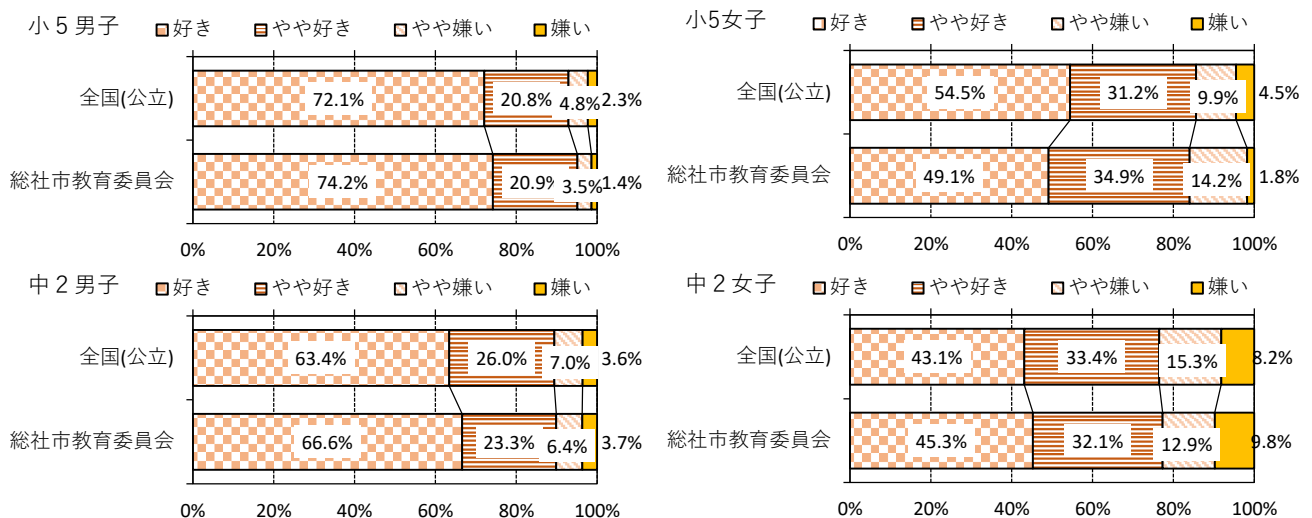 小５男子 好き やや好き やや嫌い 嫌い
全国(公立) 72.1% 20.8% 4.8% 2.3%
総社市教育委員会 74.2% 20.9% 3.5% 1.4%
0% 20% 40% 60% 80% 100%
小5女子 好き やや好き やや嫌い 嫌い
全国(公立) 54.5% 31.2% 9.9% 4.5%
総社市教育委員会 49.1% 34.9% 14.2% 1.8%
0% 20% 40% 60% 80% 100%
中２男子 好き やや好き やや嫌い 嫌い
全国(公立) 63.4% 26.0% 7.0% 3.6%
総社市教育委員会 66.6% 23.3% 6.4% 3.7%
0% 20% 40% 60% 80% 100%
中２女子 好き やや好き やや嫌い 嫌い
全国(公立) 43.1% 33.4% 15.3% 8.2%
総社市教育委員会 45.3% 32.1% 12.9% 9.8%
0% 20% 40% 60% 80% 100%